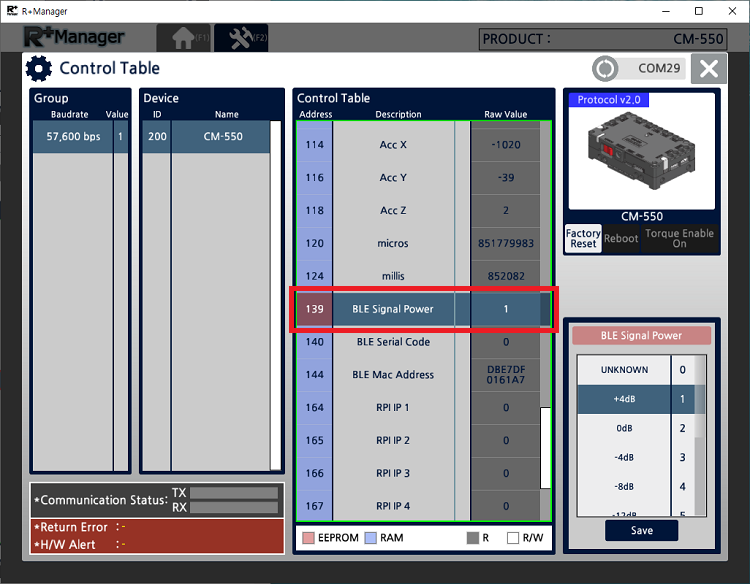 R+Manager
R+Manager
(F1)
(F2)
PRODUCT : CM-550
Control Table
COM29
Group
Baudrate Value
57,600 bps 1
Device
ID Name
200 CM-550
Control Table
Address Description Raw Value
114 Acc X -1020
116 Acc Y -39
118 Acc Z 2
120 micros 851779983
124 millis 852082
139 BLE Signal Power 1
140 BLE Serial Code 0
144 BLE Mac Address DBE7DF
0161A7
164 RPI IP 1 0
165 RPI IP 2 0
166 RPI IP 3 0
167 RPI IP 4 0
EEPROM RAM R R/W
Protocol v2.0
CM-550
Factory
Reset
Reboot
Torque Enable
On
BLE Signal Power
UNKNOWN 0
+4dB 1
0dB 2
-4dB 3
-8dB 4
-12dB 5
Save
*Communication Status: TX
RX
*Return Error : -
*H/W Alert : -